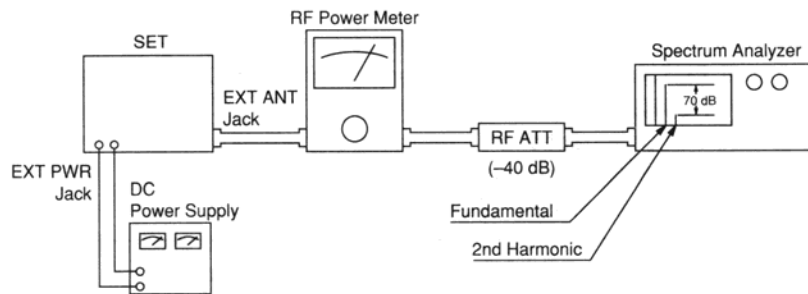 RF Power Meter
SET
Spectrum Analyzer
EXT ANT
Jack
70 dB
RF ATT
(–40 dB)
EXT PWR
Jack
DC
Power Supply
Fundamental
2nd Harmonic